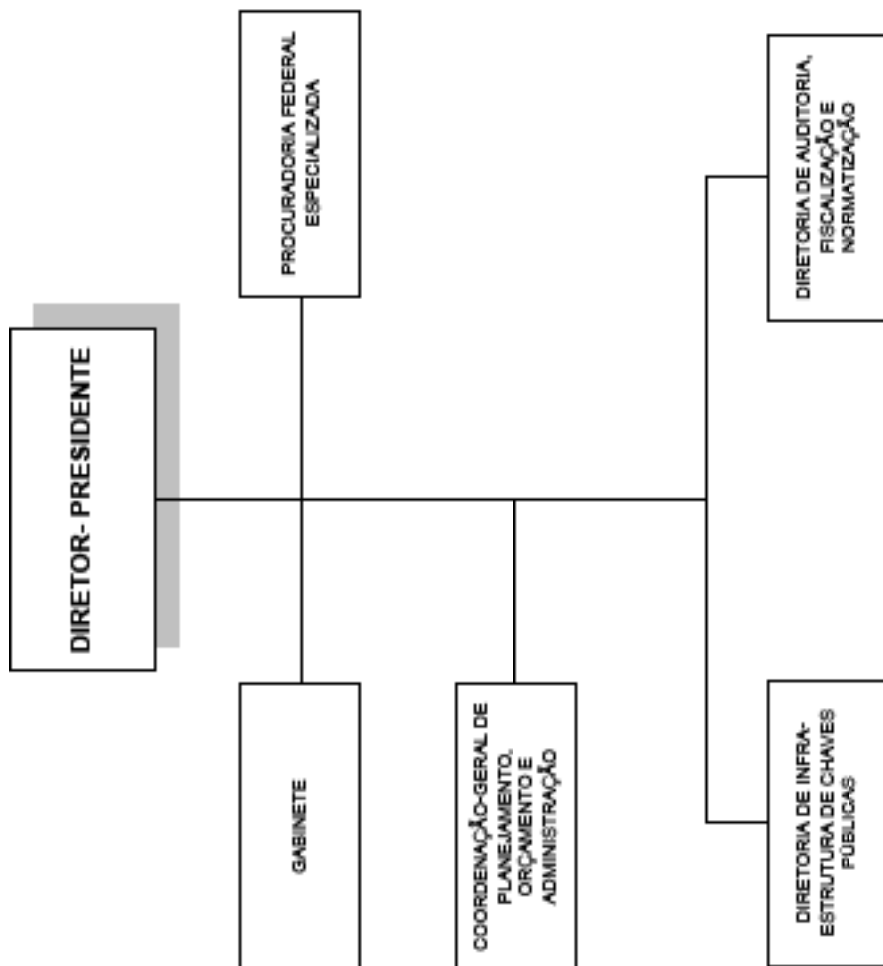 DIRETOR- PRESIDENTE
GABINETE
PROCURADORIA FEDERAL
ESPECIALIZADA
COORDENAÇÃO-GERAL DE
PLANEJAMENTO,
ORÇAMENTO E
ADMINISTRAÇÃO
DIRETORIA DE INFRA-
ESTRUTURA DE CHAVES
PÚBLICAS
DIRETORIA DE AUDITORIA,
FISCALIZAÇÃO E
NORMATIZAÇÃO